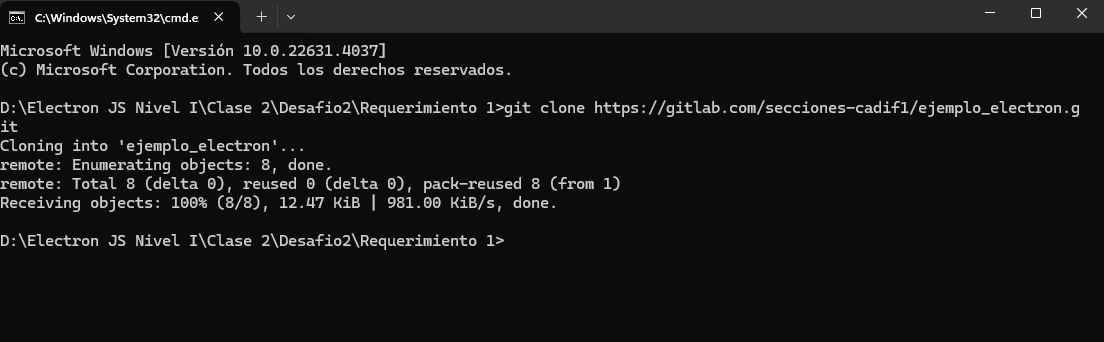 C:\Windows\System32\cmd.e
Microsoft Windows [Versión 10.0.22631.4037]
(c) Microsoft Corporation. Todos los derechos reservados.
D:\Electron JS Nivel I\Clase 2\Desafio2\Requerimiento 1>git clone https://gitlab.com/secciones-cadif1/ejemplo_electron.g
it
Cloning into 'ejemplo_electron'...
remote: Enumerating objects: 8, done.
remote: Total 8 (delta 0), reused 0 (delta 0), pack-reused 8 (from 1)
Receiving objects: 100% (8/8), 12.47 KiB | 981.00 KiB/s, done.
D:\Electron JS Nivel I\Clase 2\Desafio2\Requerimiento 1>